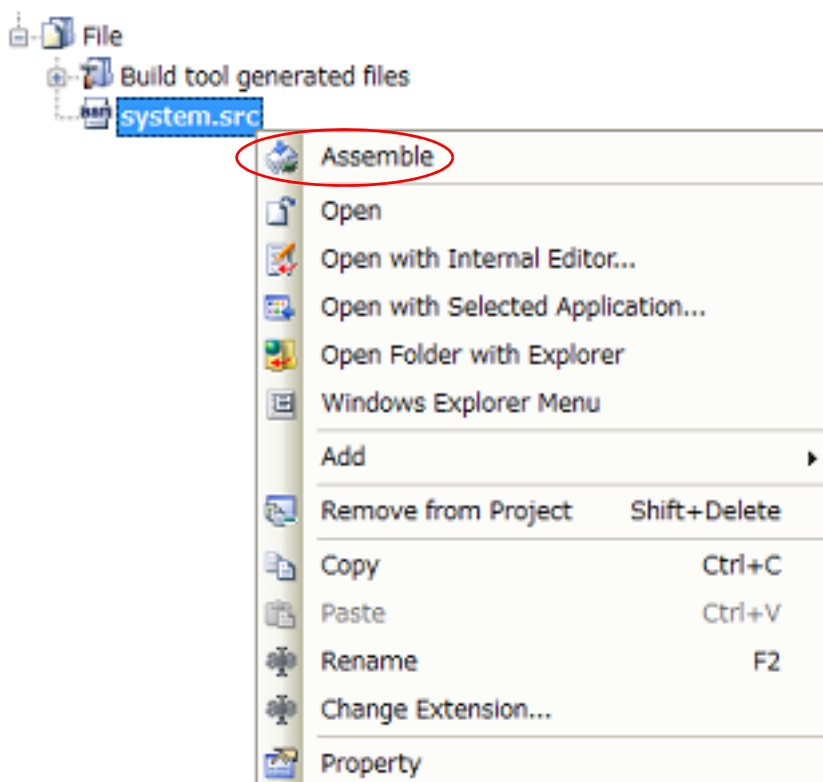 File
Build tool generated files
asm system.src
Assemble
Open
Open with Internal Editor...
Open with Selected Application...
Open Folder with Explorer
Windows Explorer Menu
Add
Remove from Project Shift+Delete
Copy Ctrl+C
Paste Ctrl+V
Rename F2
Change Extension...
Property